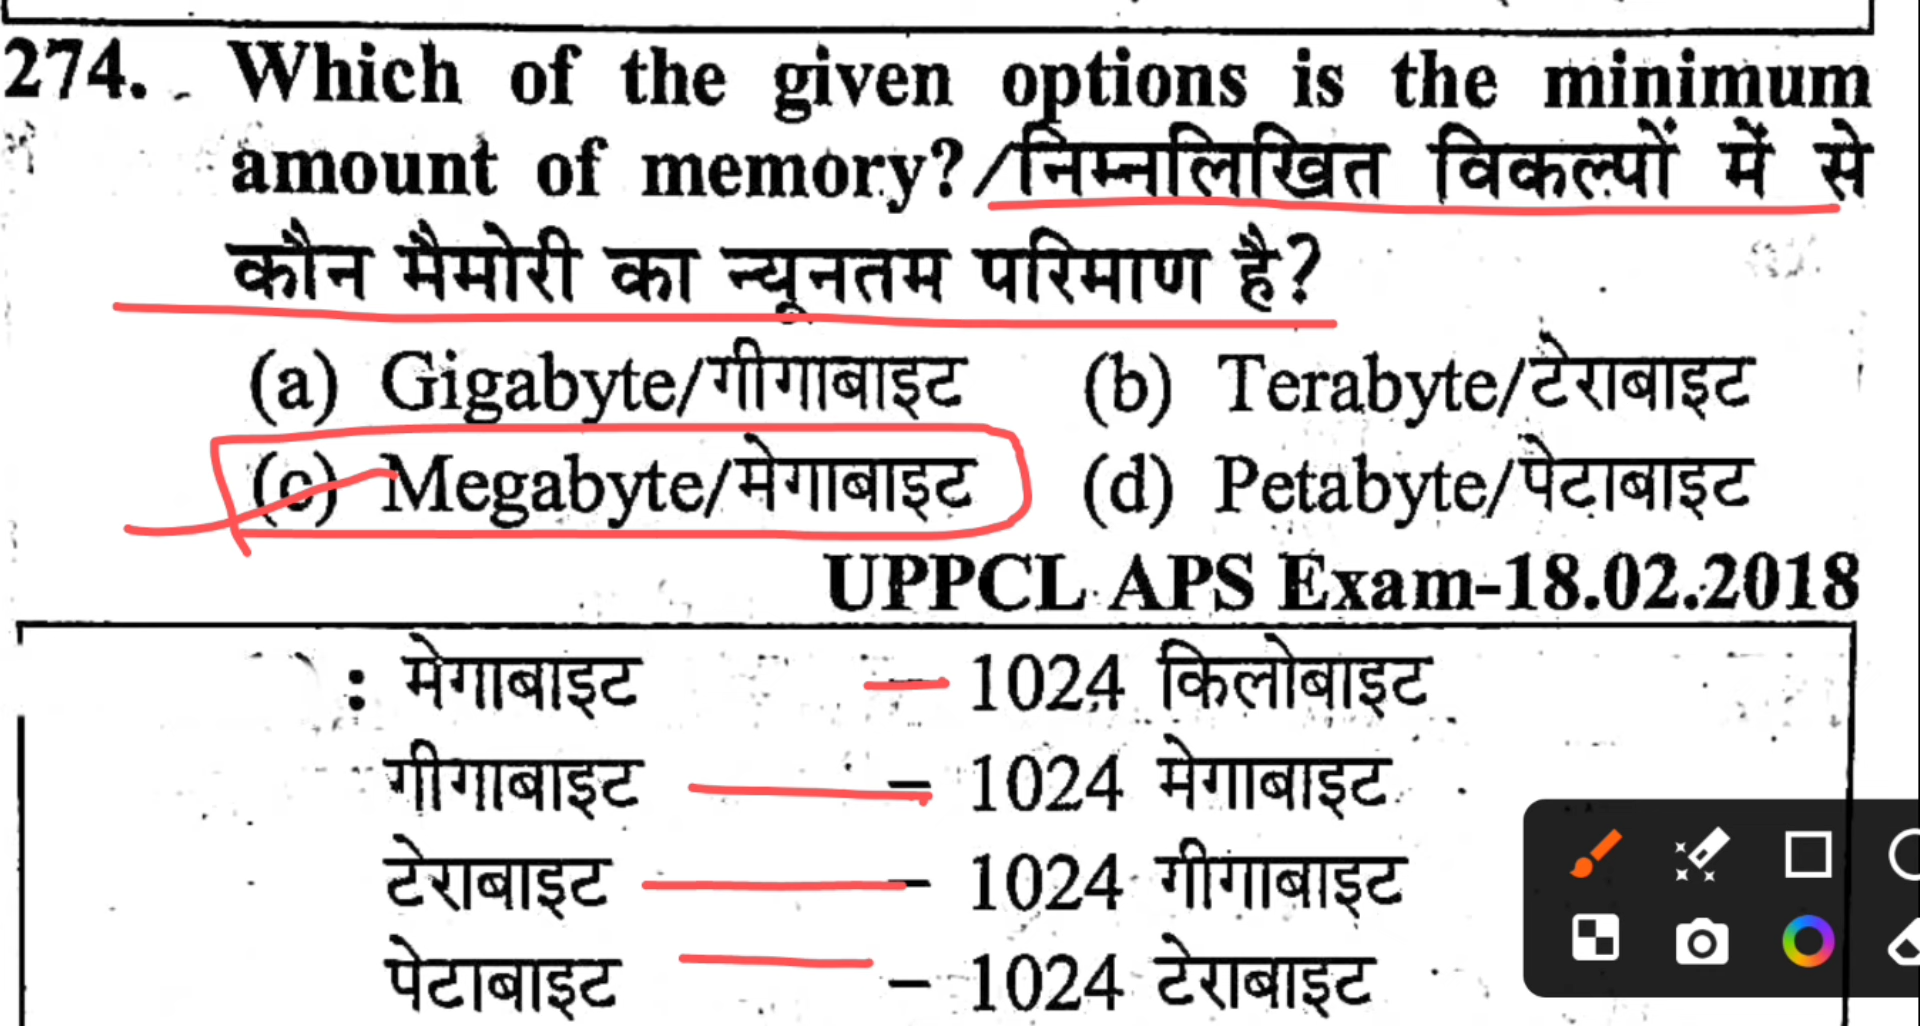 274. Which of the given options is the minimum
amount of memory?/निम्नलिखित विकल्पों में से
कौन मैमोरी का न्यूनतम परिमाण है?
(a) Gigabyte/गीगाबाइट (b) Terabyte/टेराबाइट
(c) Megabyte/मेगाबाइट (d) Petabyte/पेटाबाइट
UPPCL APS Exam-18.02.2018
: मेगाबाइट – 1024 किलोबाइट
गीगाबाइट – 1024 मेगाबाइट
टेराबाइट – 1024 गीगाबाइट
पेटाबाइट – 1024 टेराबाइट